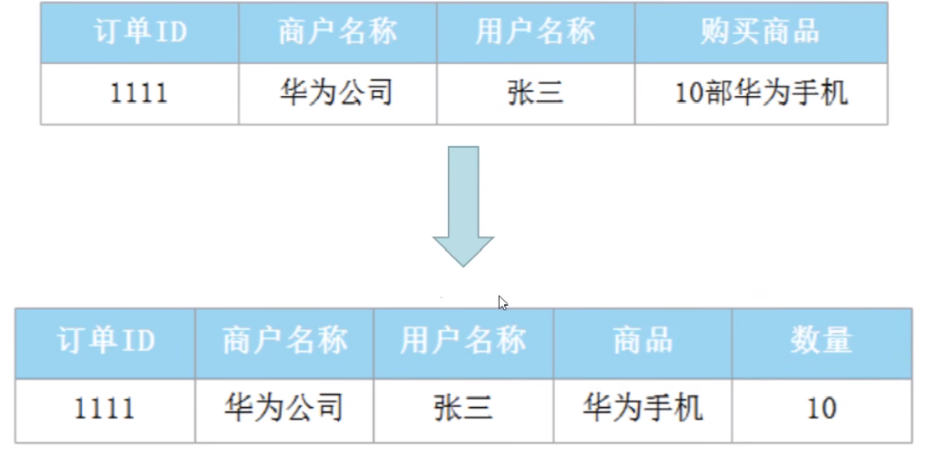 订单ID 商户名称 用户名称 购买商品
1111 华为公司 张三 10部华为手机
订单ID 商户名称 用户名称 商品 数量
1111 华为公司 张三 华为手机 10